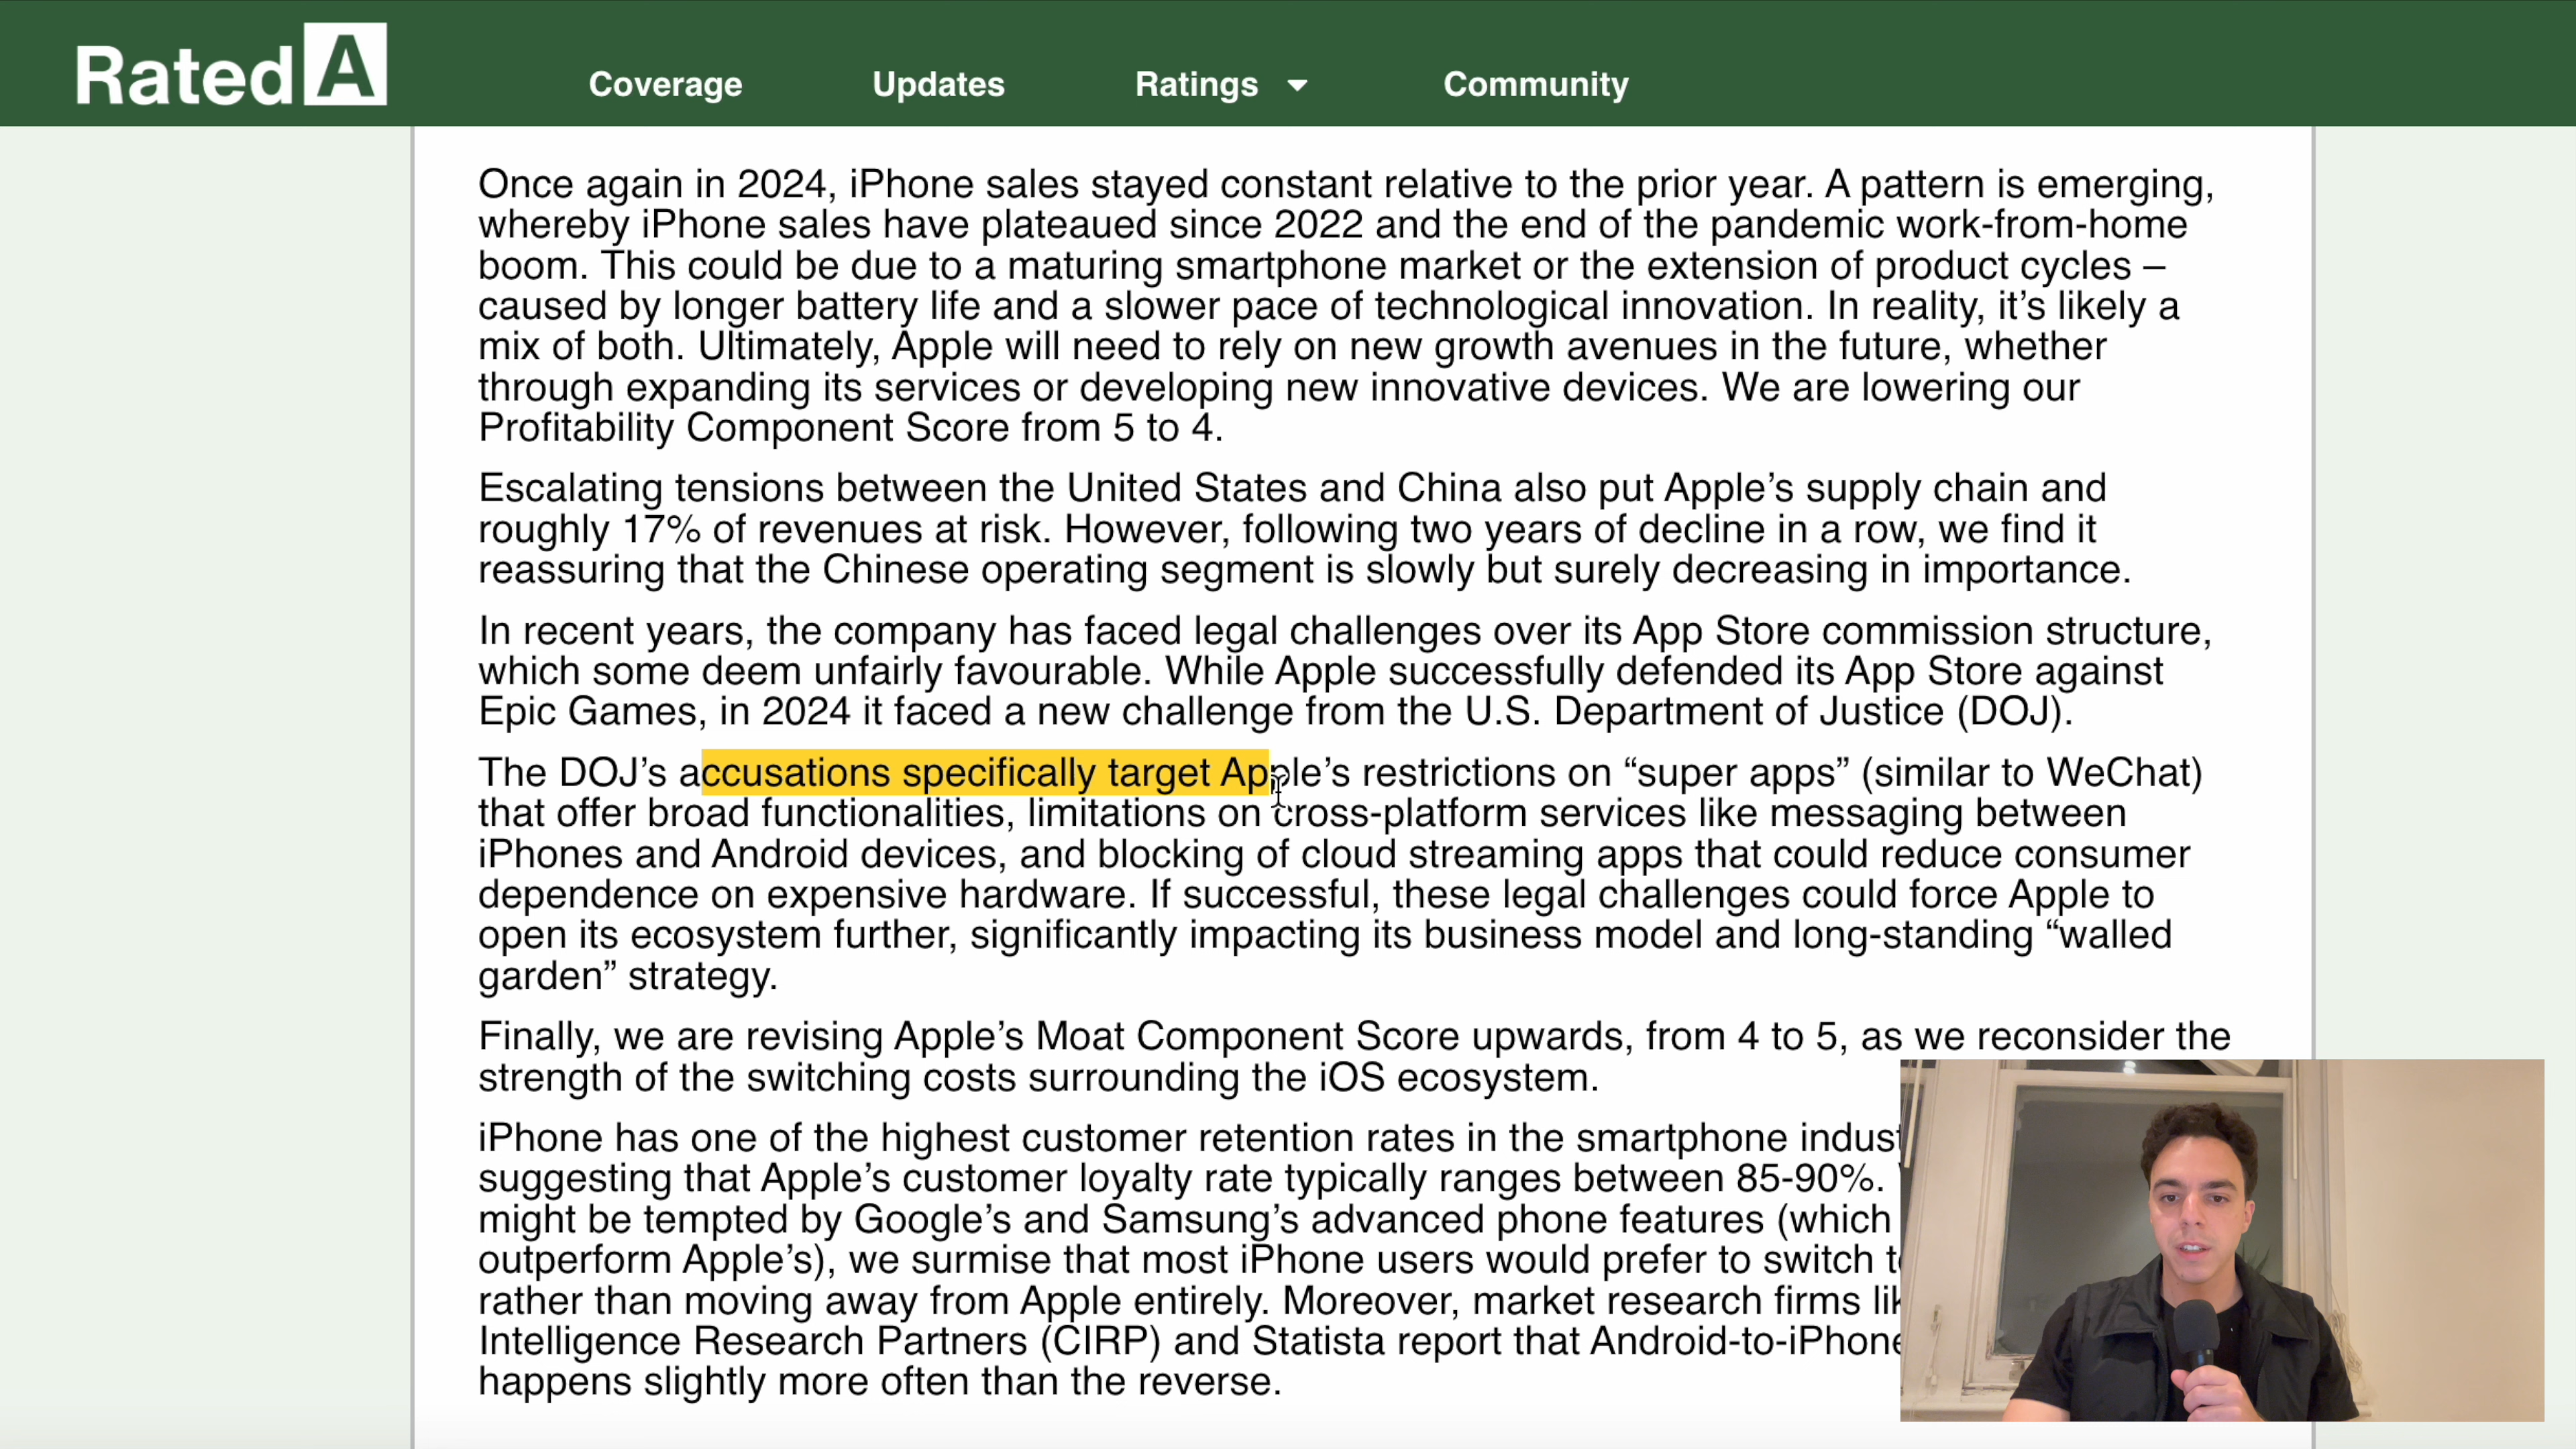 Rated A
Coverage
Updates
Ratings
Community
Once again in 2024, iPhone sales stayed constant relative to the prior year. A pattern is emerging,
whereby iPhone sales have plateaued since 2022 and the end of the pandemic work-from-home
boom. This could be due to a maturing smartphone market or the extension of product cycles –
caused by longer battery life and a slower pace of technological innovation. In reality, it’s likely a
mix of both. Ultimately, Apple will need to rely on new growth avenues in the future, whether
through expanding its services or developing new innovative devices. We are lowering our
Profitability Component Score from 5 to 4.
Escalating tensions between the United States and China also put Apple’s supply chain and
roughly 17% of revenues at risk. However, following two years of decline in a row, we find it
reassuring that the Chinese operating segment is slowly but surely decreasing in importance.
In recent years, the company has faced legal challenges over its App Store commission structure,
which some deem unfairly favourable. While Apple successfully defended its App Store against
Epic Games, in 2024 it faced a new challenge from the U.S. Department of Justice (DOJ).
The DOJ’s accusations specifically target Apple’s restrictions on “super apps” (similar to WeChat)
that offer broad functionalities, limitations on cross-platform services like messaging between
iPhones and Android devices, and blocking of cloud streaming apps that could reduce consumer
dependence on expensive hardware. If successful, these legal challenges could force Apple to
open its ecosystem further, significantly impacting its business model and long-standing “walled
garden” strategy.
Finally, we are revising Apple’s Moat Component Score upwards, from 4 to 5, as we reconsider the
strength of the switching costs surrounding the iOS ecosystem.
iPhone has one of the highest customer retention rates in the smartphone
suggesting that Apple’s customer loyalty rate typically ranges between 85-90%.
might be tempted by Google’s and Samsung’s advanced phone features (which
outperform Apple’s), we surmise that most iPhone users would prefer to switch
rather than moving away from Apple entirely. Moreover, market research firms
Intelligence Research Partners (CIRP) and Statista report that Android-to-iPhone
happens slightly more often than the reverse.